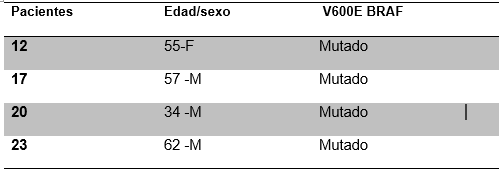 Pacientes Edad/sexo V600E BRAF
12 55-F Mutado
17 57 -M Mutado
20 34 -M Mutado
23 62 -M Mutado